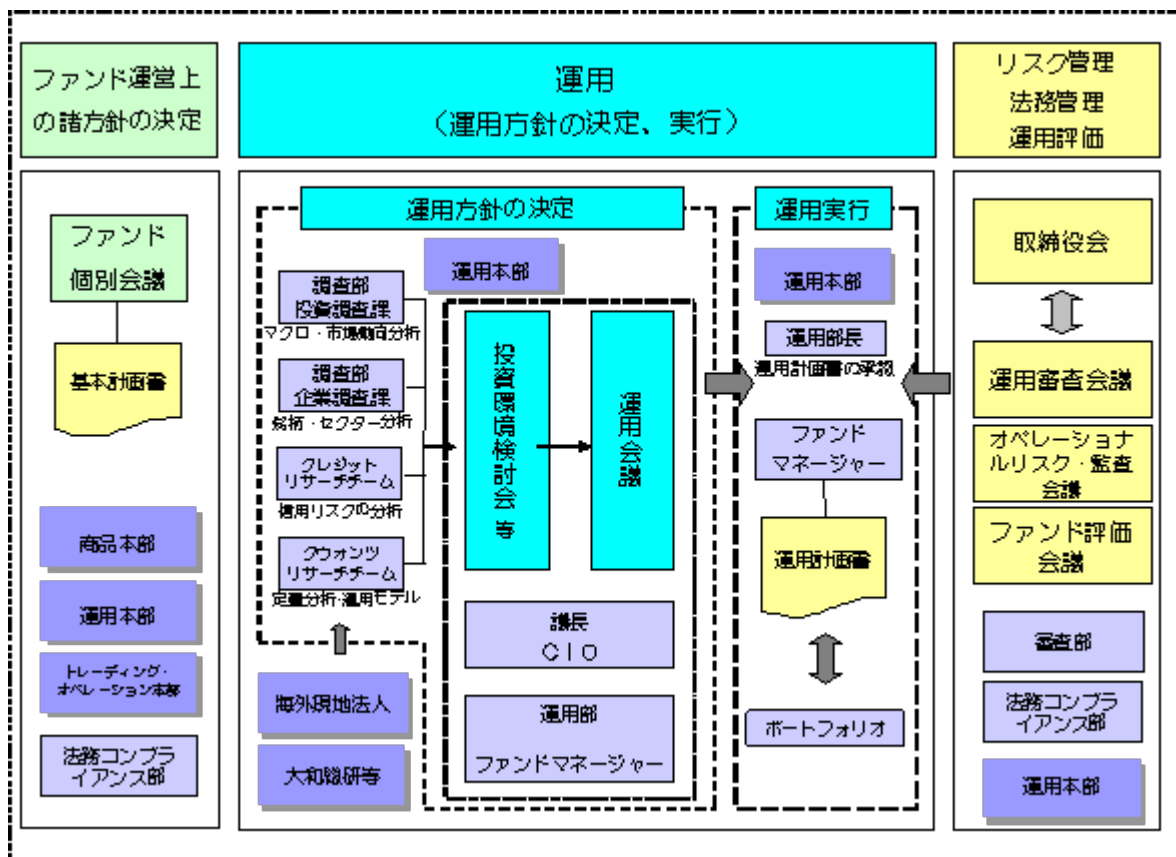 ファンド運営上
の諸方針の決定
運用
（運用方針の決定、実行）
リスク管理
法務管理
運用評価
ファンド
個別会議
基本計画書
商品本部
運用本部
トレーディング・
オペレーション本部
法務コンプラ
イアンス部
運用方針の決定
運用本部
調査部
投資調査課
マクロ・市場動向分析
調査部
企業調査課
銘柄・セクター分析
クレジット
リサーチチーム
信用リスクの分析
クウォンツ
リサーチチーム
定量分析・運用モデル
海外現地法人
大和総研等
投資環境検討会 等
運用会議
議長
ＣＩＯ
運用部
ファンドマネージャー
運用実行
運用本部
運用部長
運用計画書の承認
ファンド
マネージャー
運用計画書
ポートフォリオ
取締役会
運用審査会議
オペレーショナ
ルリスク・監査
会議
ファンド評価
会議
審査部
法務コンプラ
イアンス部
運用本部